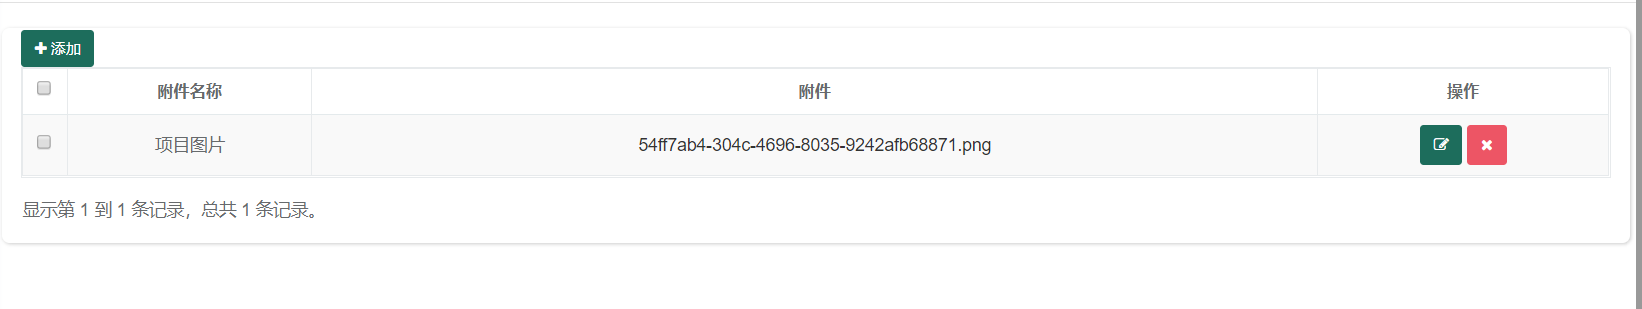 添加
附件名称 附件 操作
项目图片 54ff7ab4-304c-4696-8035-9242afb68871.png
显示第 1 到 1 条记录，总共 1 条记录。